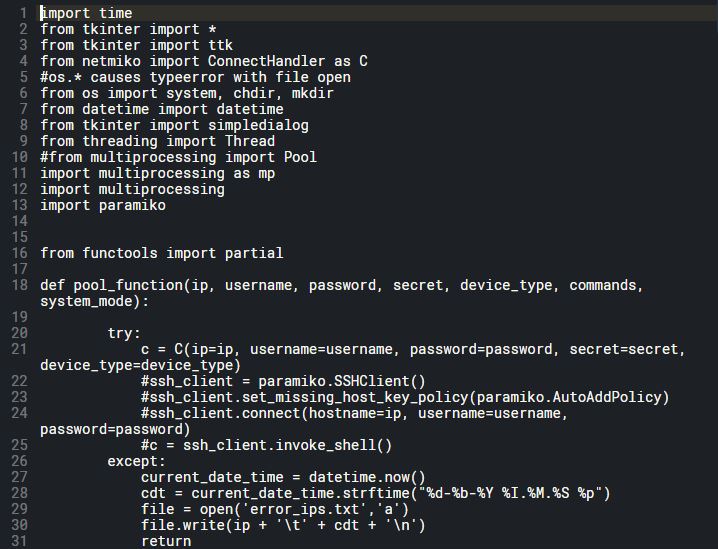 1 import time
2 from tkinter import *
3 from tkinter import ttk
4 from netmiko import ConnectHandler as C
5 #os.* causes typeerror with file open
6 from os import system, chdir, mkdir
7 from datetime import datetime
8 from tkinter import simpledialog
9 from threading import Thread
10 #from multiprocessing import Pool
11 import multiprocessing as mp
12 import multiprocessing
13 import paramiko
14
15
16 from functools import partial
17
18 def pool_function(ip, username, password, secret, device_type, commands,
system_mode):
19
20         try:
21             c = C(ip=ip, username=username, password=password, secret=secret,
device_type=device_type)
22             #ssh_client = paramiko.SSHClient()
23             #ssh_client.set_missing_host_key_policy(paramiko.AutoAddPolicy)
24             #ssh_client.connect(hostname=ip, username=username,
password=password)
25             #c = ssh_client.invoke_shell()
26         except:
27             current_date_time = datetime.now()
28             cdt = current_date_time.strftime("%d-%b-%Y %I.%M.%S %p")
29             file = open('error_ips.txt','a')
30             file.write(ip + '\t' + cdt + '\n')
31             return